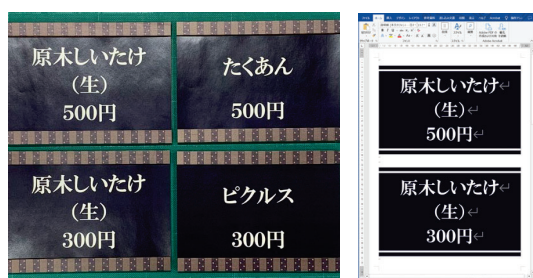 原木しいたけ
(生)
500円
たくあん
500円
原木しいたけ
(生)
300円
ピクルス
300円
原木しいたけ
(生)
500円
原木しいたけ
(生)
300円